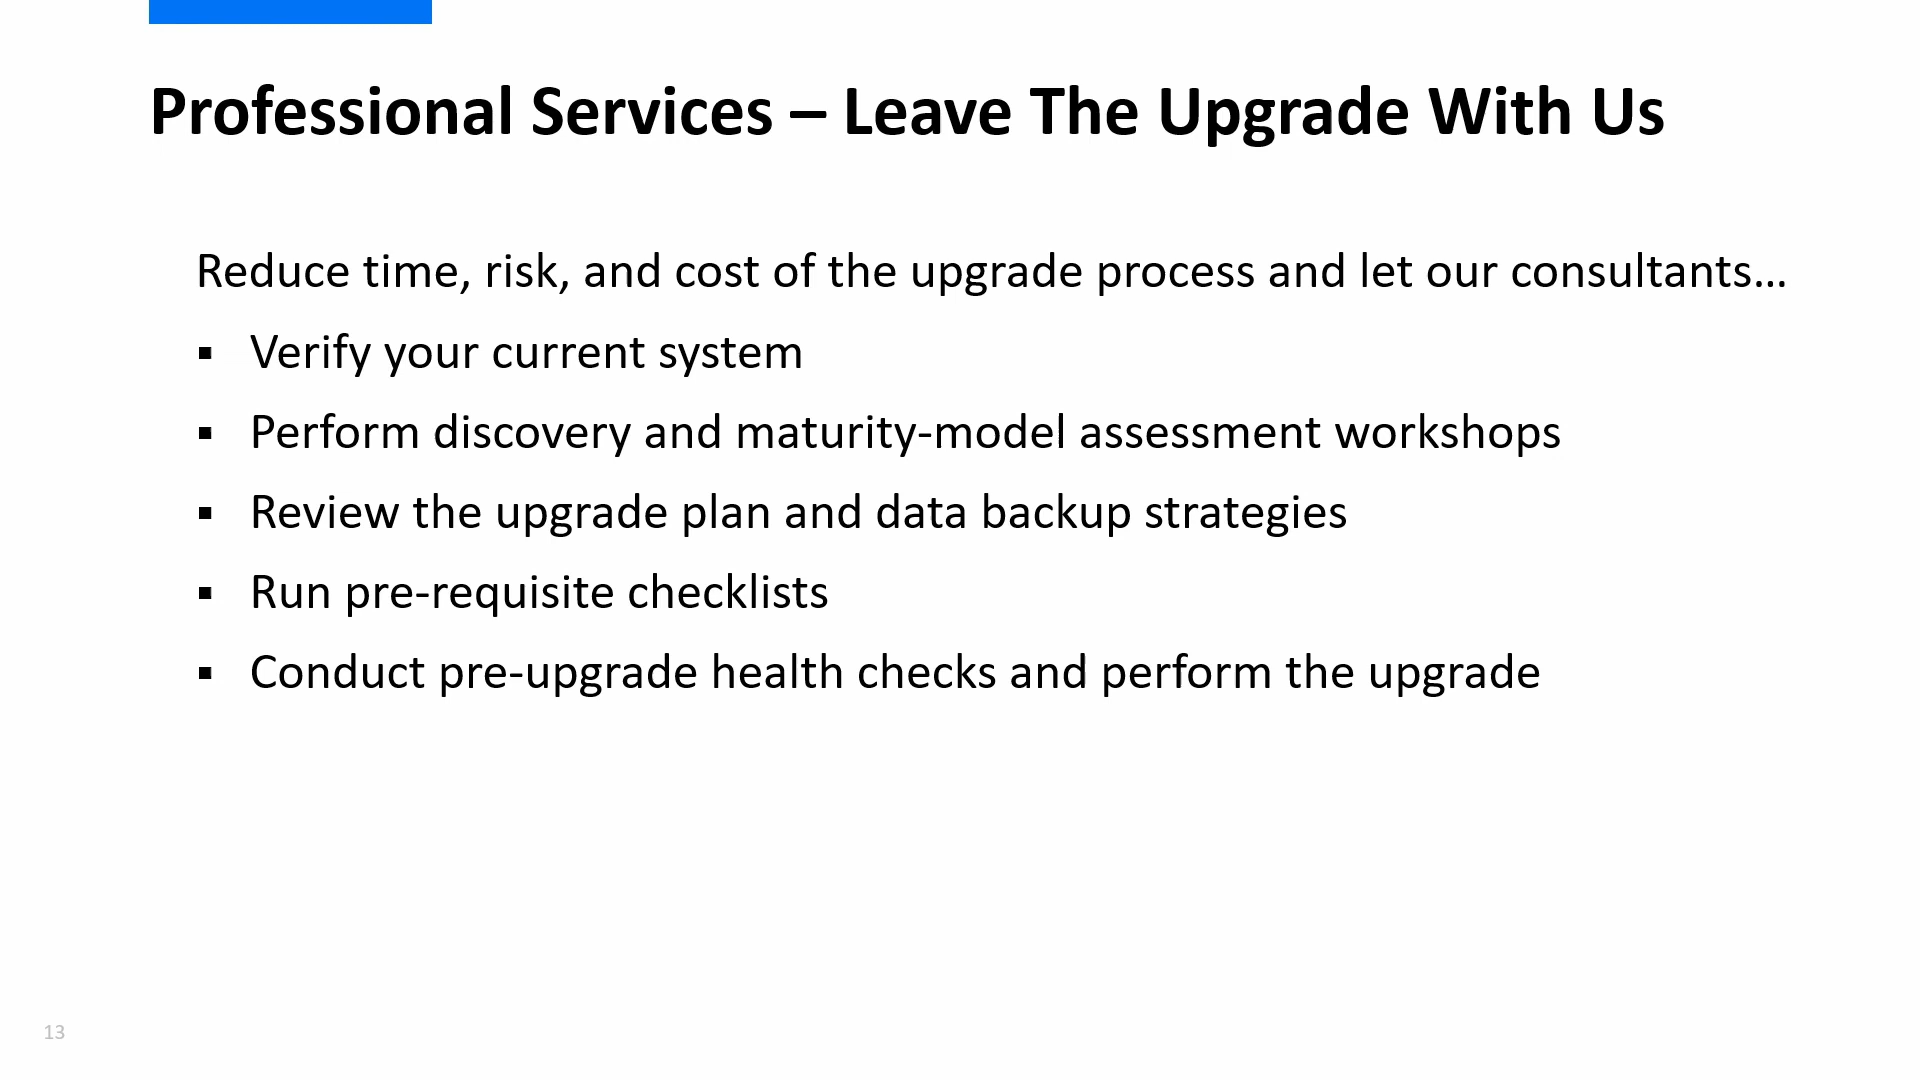 Professional Services – Leave The Upgrade With Us
Reduce time, risk, and cost of the upgrade process and let our consultants…
▪ Verify your current system
▪ Perform discovery and maturity-model assessment workshops
▪ Review the upgrade plan and data backup strategies
▪ Run pre-requisite checklists
▪ Conduct pre-upgrade health checks and perform the upgrade
13